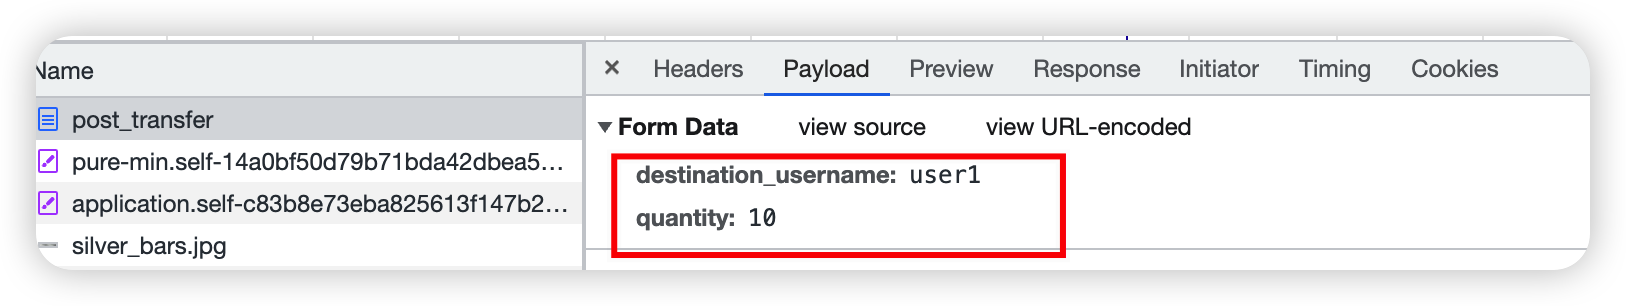 Name
× Headers Payload Preview Response Initiator Timing Cookies
post_transfer
Form Data view source view URL-encoded
pure-min.self-14a0bf50d79b71bda42dbea5...
destination_username: user1
application.self-c83b8e73eba825613f147b2...
quantity: 10
silver_bars.jpg